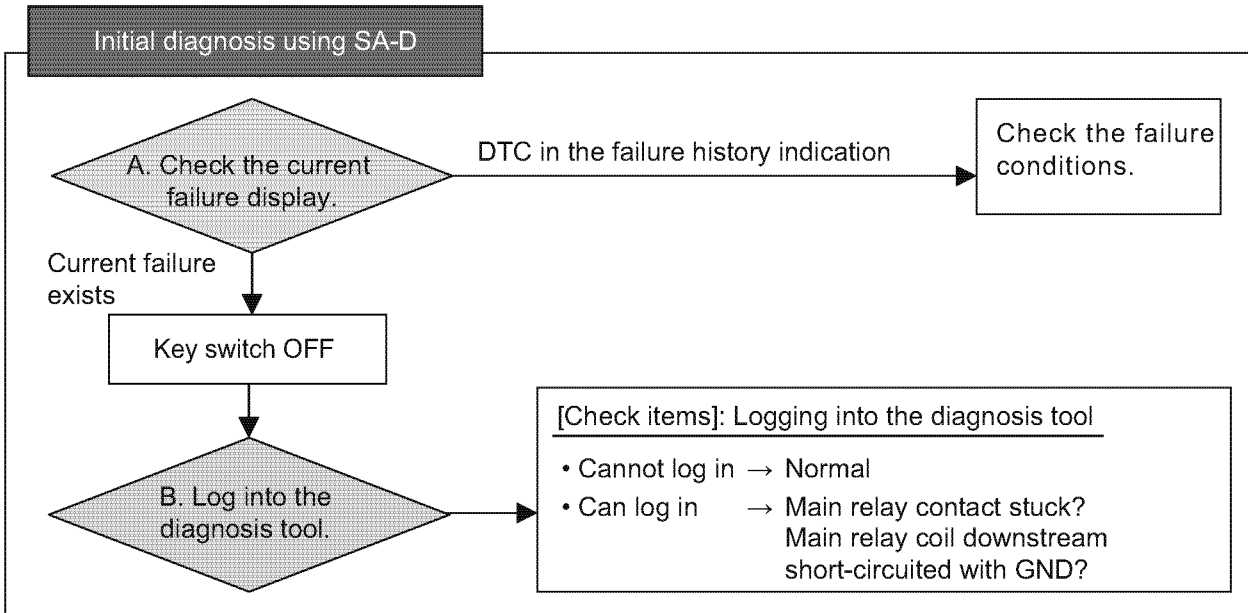 Initial diagnosis using SA-D
A. Check the current
failure display.
DTC in the failure history indication
Check the failure
conditions.
Current failure
exists
Key switch OFF
B. Log into the
diagnosis tool.
[Check items]: Logging into the diagnosis tool
• Cannot log in → Normal
• Can log in → Main relay contact stuck?
Main relay coil downstream
short-circuited with GND?